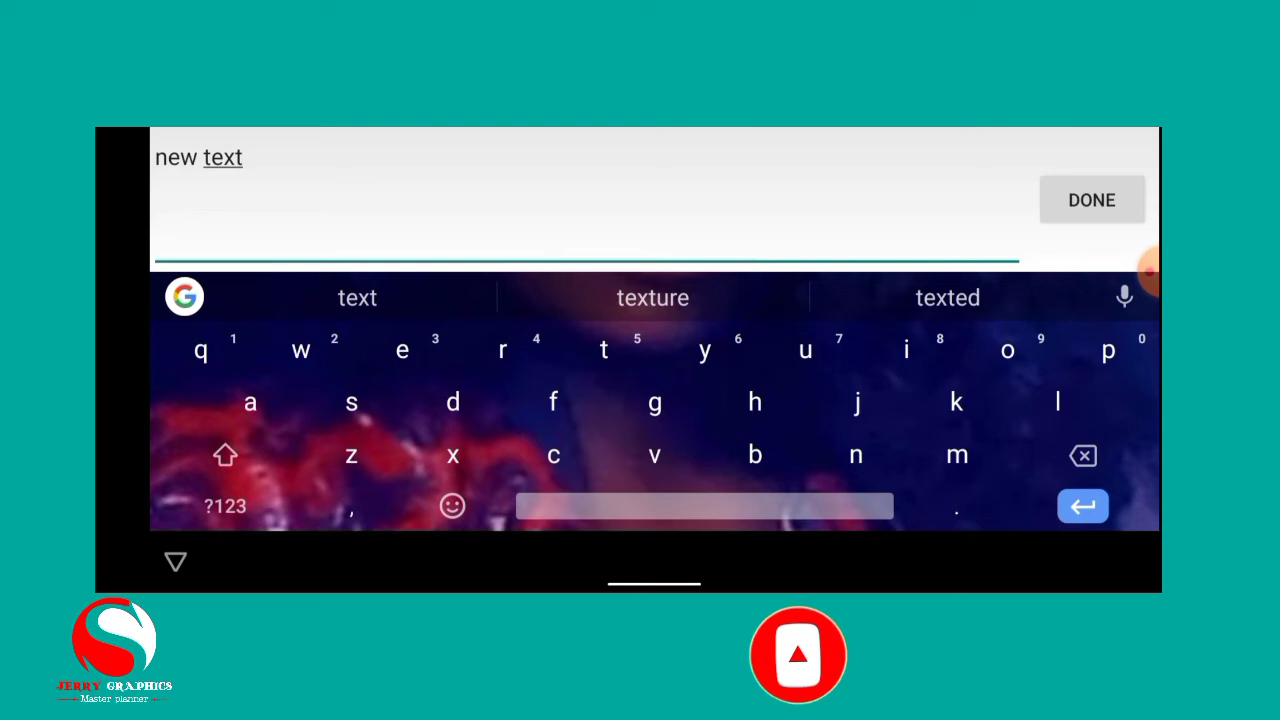 new text
DONE
text texture texted
q 1 w 2 e 3 r 4 t 5 y 6 u 7 i 8 o 9 p 0
a s d f g h j k l
z x c v b n m
?123 , .
JERRY GRAPHICS
Master planner